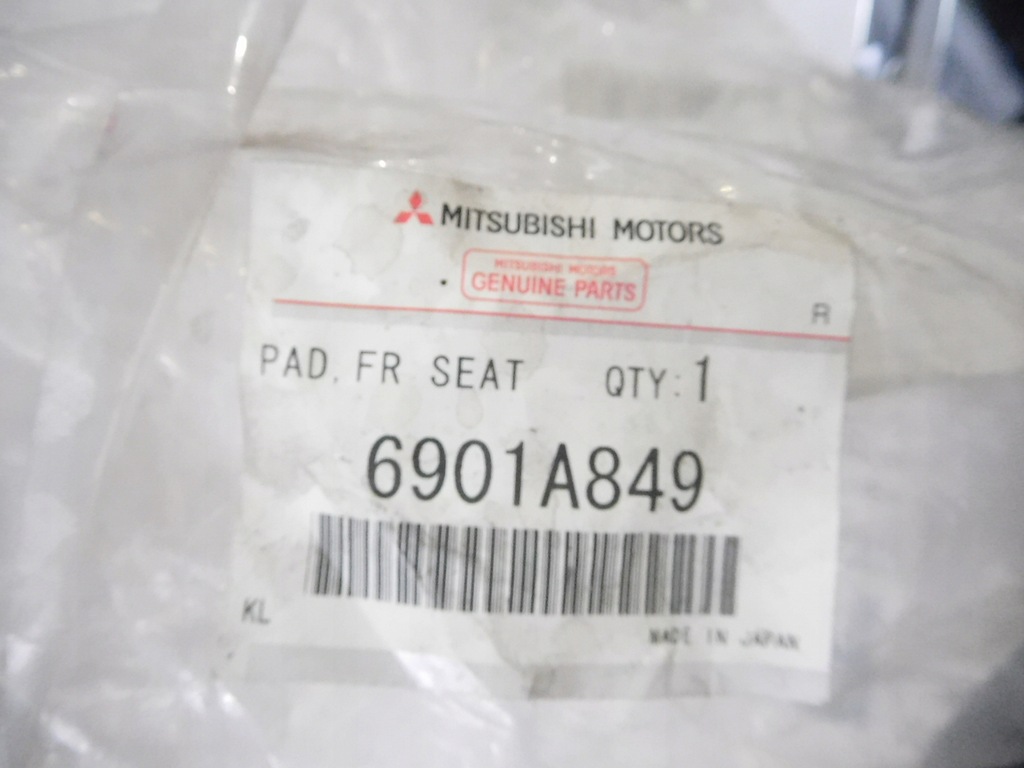 MITSUBISHI MOTORS
MITSUBISHI MOTORS
GENUINE PARTS
R
PAD, FR SEAT QTY: 1
6901A849
KL
MADE IN JAPAN